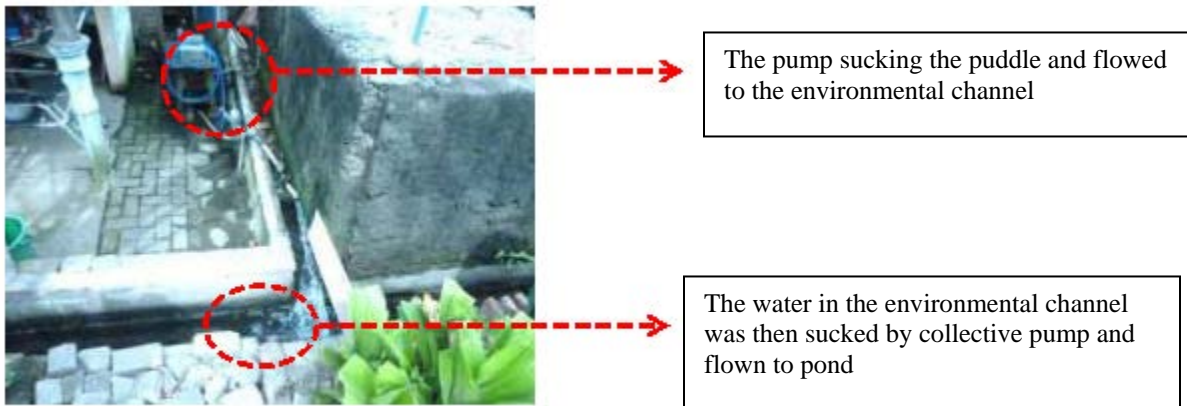 The pump sucking the puddle and flowed
to the environmental channel
The water in the environmental channel
was then sucked by collective pump and
flown to pond